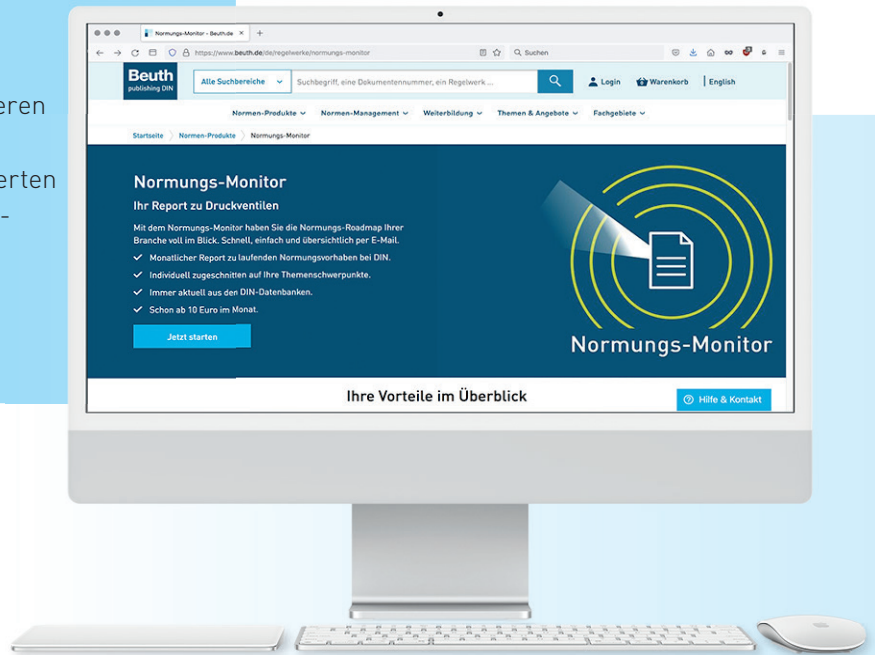 eren
erten
-
Normungs-Monitor - Beuth.de × +
https://www.beuth.de/de/regelwerke/normungs-monitor
Suchen
Beuth
publishing DIN
Alle Suchbereiche
Suchbegriff, eine Dokumentennummer, ein Regelwerk ...
Login
Warenkorb
English
Normen-Produkte
Normen-Management
Weiterbildung
Themen & Angebote
Fachgebiete
Startseite
Normen-Produkte
Normungs-Monitor
Normungs-Monitor
Ihr Report zu Druckventilen
Mit dem Normungs-Monitor haben Sie die Normungs-Roadmap Ihrer
Branche voll im Blick. Schnell, einfach und übersichtlich per E-Mail.
✓ Monatlicher Report zu laufenden Normungsvorhaben bei DIN.
✓ Individuell zugeschnitten auf Ihre Themenschwerpunkte.
✓ Immer aktuell aus den DIN-Datenbanken.
✓ Schon ab 10 Euro im Monat.
Jetzt starten
Normungs-Monitor
Ihre Vorteile im Überblick
Hilfe & Kontakt